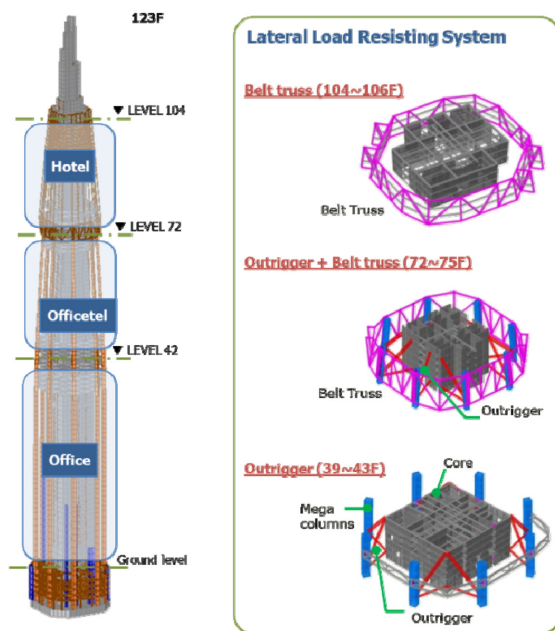 123F
LEVEL 104
Hotel
LEVEL 72
Officetel
LEVEL 42
Office
Ground level
Lateral Load Resisting System
Belt truss (104~106F)
Belt Truss
Outrigger + Belt truss (72~75F)
Belt Truss
Outrigger
Outrigger (39~43F)
Core
Mega
columns
Outrigger